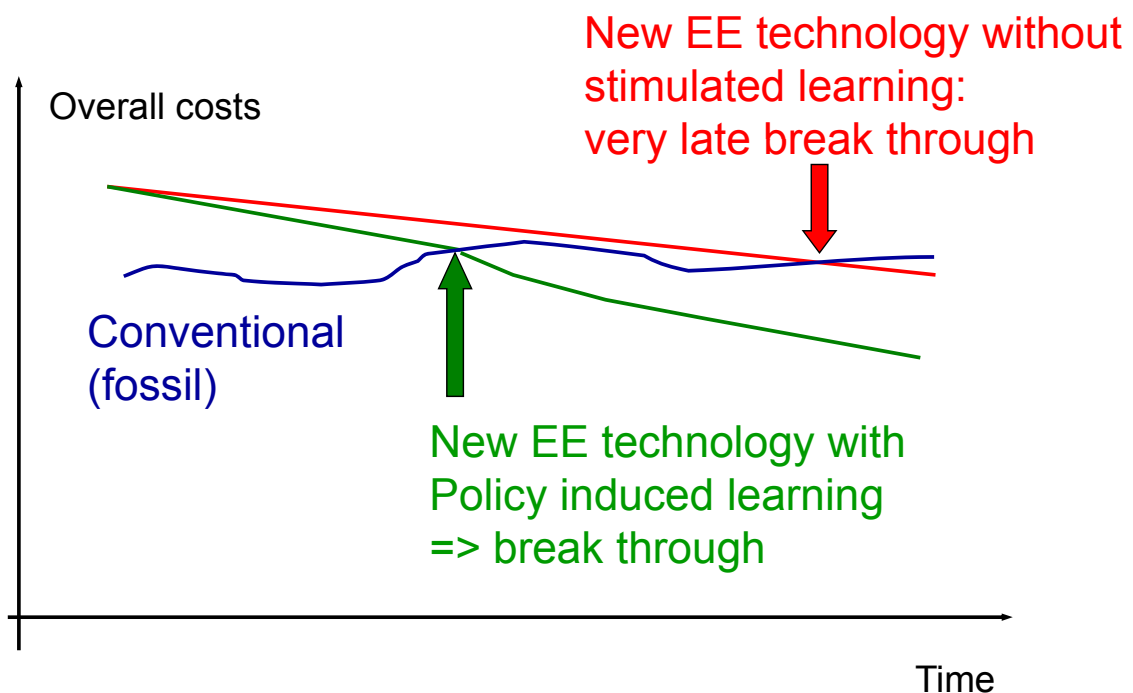 New EE technology without
stimulated learning:
very late break through
Overall costs
Conventional
(fossil)
New EE technology with
Policy induced learning
=> break through
Time